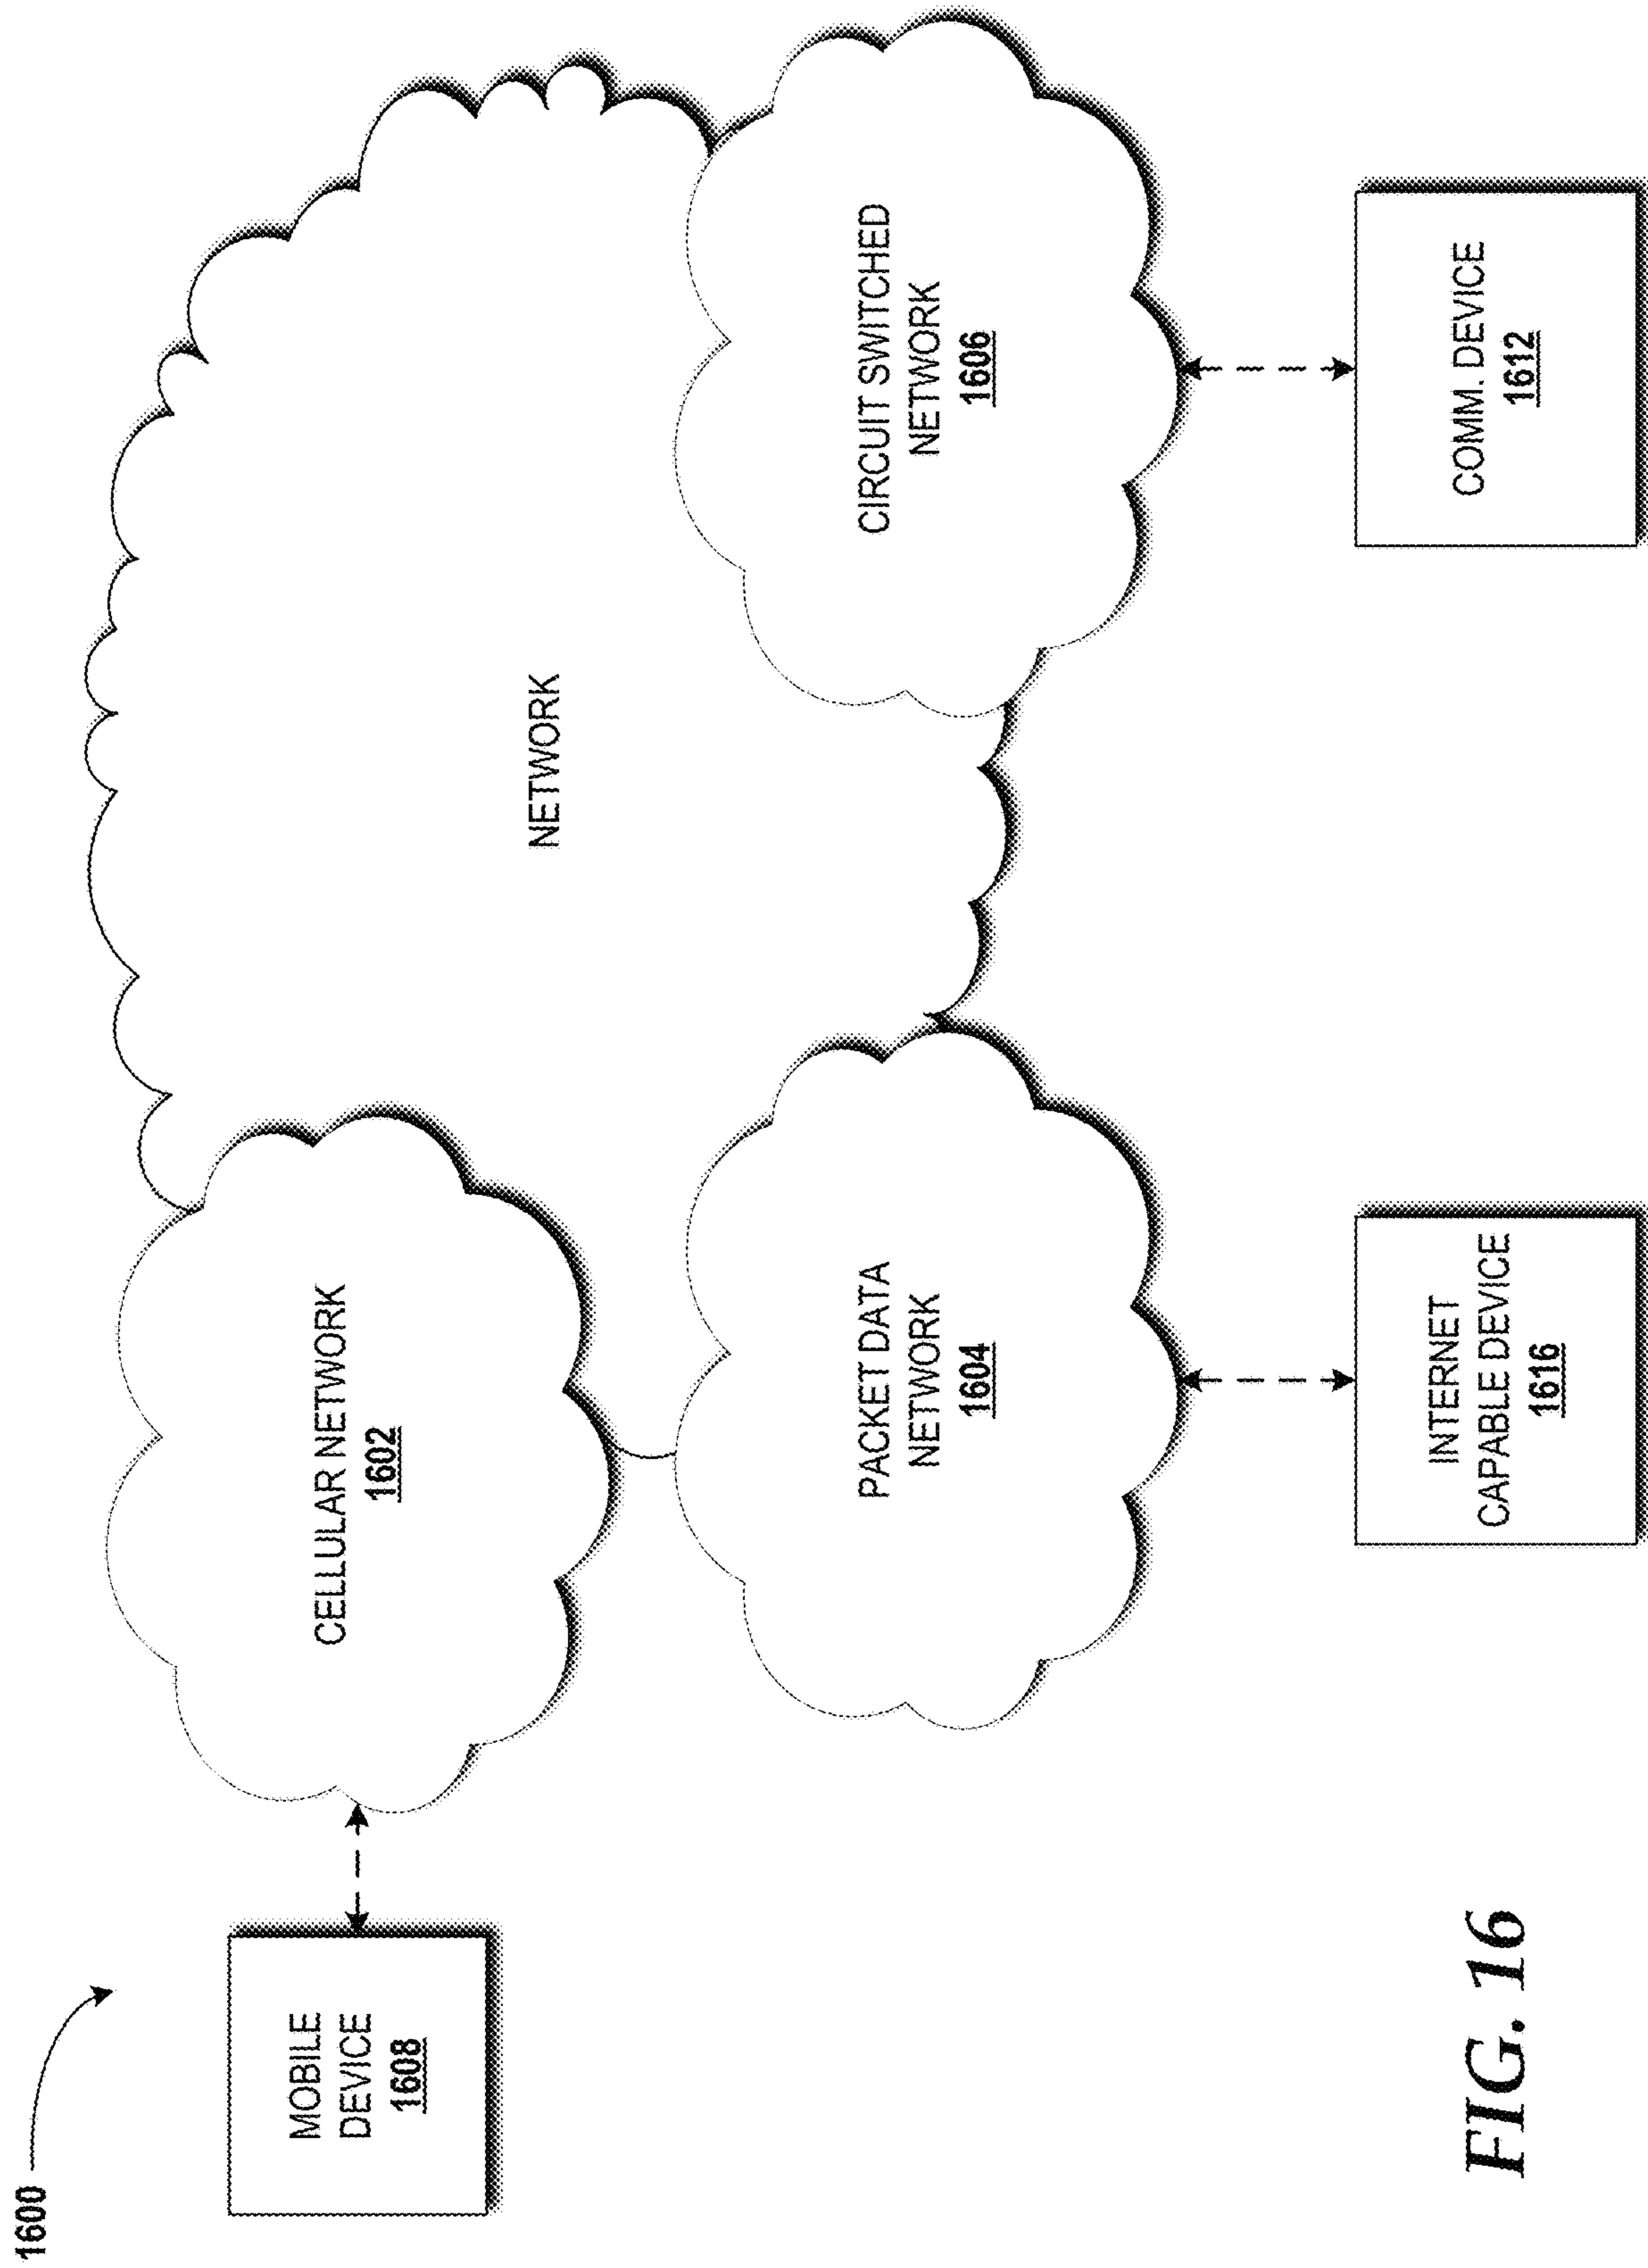 1600
MOBILE
DEVICE
1608
CELLULAR NETWORK
1602
NETWORK
PACKET DATA
NETWORK
1604
CIRCUIT SWITCHED
NETWORK
1606
INTERNET
CAPABLE DEVICE
1616
COMM. DEVICE
1612
FIG. 16